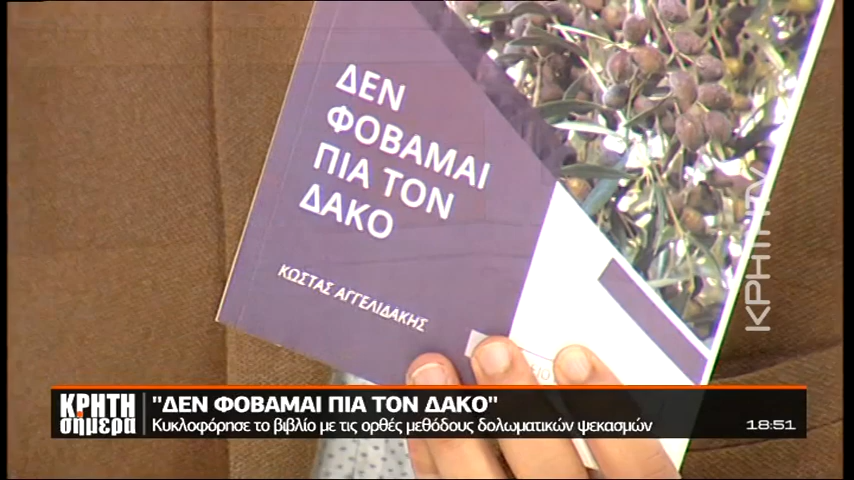 ΔΕΝ
ΦΟΒΑΜΑΙ
ΠΙΑ ΤΟΝ
ΔΑΚΟ
ΚΩΣΤΑΣ ΑΓΓΕΛΙΔΑΚΗΣ
ΚΡΗΤΗTV
ΚΡΗΤΗ
σήμερα
"ΔΕΝ ΦΟΒΑΜΑΙ ΠΙΑ ΤΟΝ ΔΑΚΟ"
Κυκλοφόρησε το βιβλίο με τις ορθές μεθόδους δολωματικών ψεκασμών
18:51